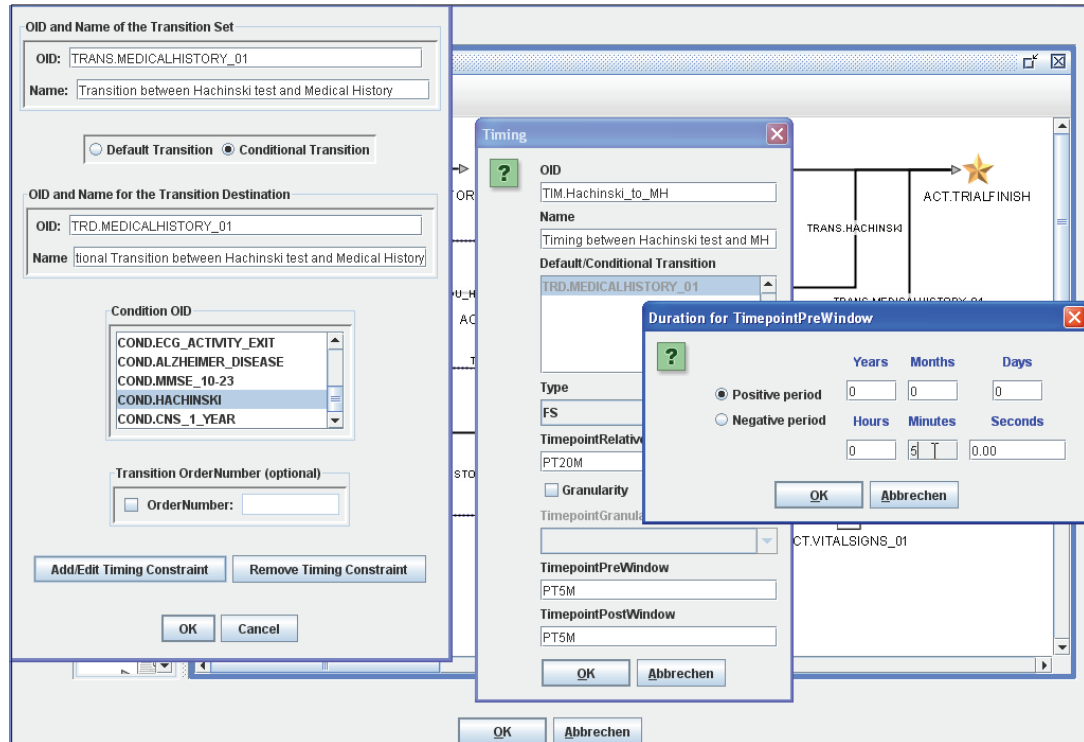 OID and Name of the Transition Set
OID: TRANS.MEDICALHISTORY_01
Name: Transition between Hachinski test and Medical History
Default Transition Conditional Transition
OID and Name for the Transition Destination
OID: TRD.MEDICALHISTORY_01
Name tional Transition between Hachinski test and Medical History
Condition OID
COND.ECG_ACTIVITY_EXIT
COND.ALZHEIMER_DISEASE
COND.MMSE_10-23
COND.HACHINSKI
COND.CNS_1_YEAR
Transition OrderNumber (optional)
OrderNumber:
Add/Edit Timing Constraint Remove Timing Constraint
OK Cancel
Timing
?
OID
TIM.Hachinski_to_MH
Name
Timing between Hachinski test and MH
Default/Conditional Transition
TRD.MEDICALHISTORY_01
Type
FS
TimepointRelative
PT20M
Granularity
TimepointGranula
TimepointPreWindow
PT5M
TimepointPostWindow
PT5M
OK Abbrechen
ACT.TRIALFINISH
TRANS.HACHINSKI
TRANS.MEDICALHISTORY_01
Duration for TimepointPreWindow
?
Years Months Days
Positive period 0 0 0
Negative period Hours Minutes Seconds
0 5 0.00
OK Abbrechen
CT.VITALSIGNS_01
OK Abbrechen